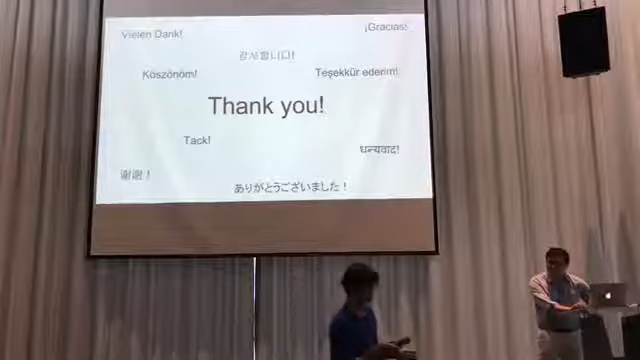 Vielen Dank!
¡Gracias!
감사합니다!
Köszönöm!
Teşekkür ederim!
Thank you!
Tack!
धन्यवाद!
谢谢！
ありがとうございました！